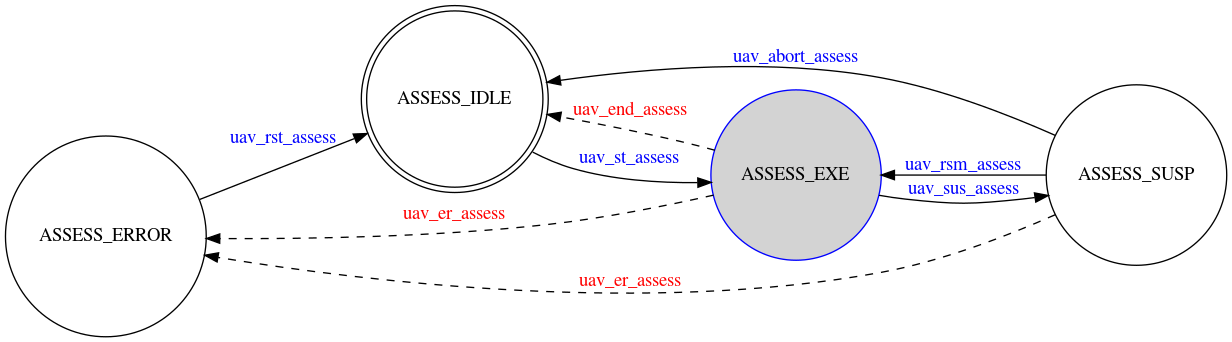 uav_abort_assess
ASSESS_IDLE
uav_end_assess
uav_rst_assess
uav_st_assess
uav_rsm_assess
ASSESS_EXE
ASSESS_SUSP
uav_sus_assess
uav_er_assess
ASSESS_ERROR
uav_er_assess